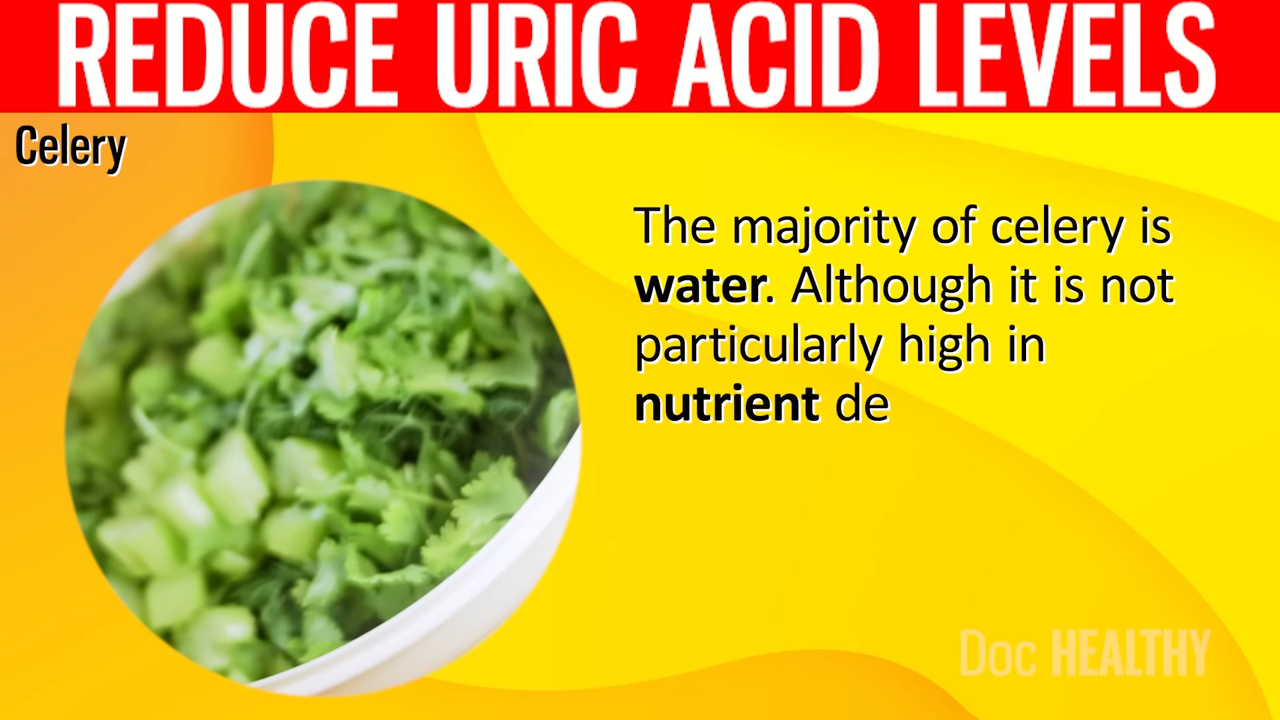 REDUCE URIC ACID LEVELS
Celery
The majority of celery is
water. Although it is not
particularly high in
nutrient de
Doc HEALTHY